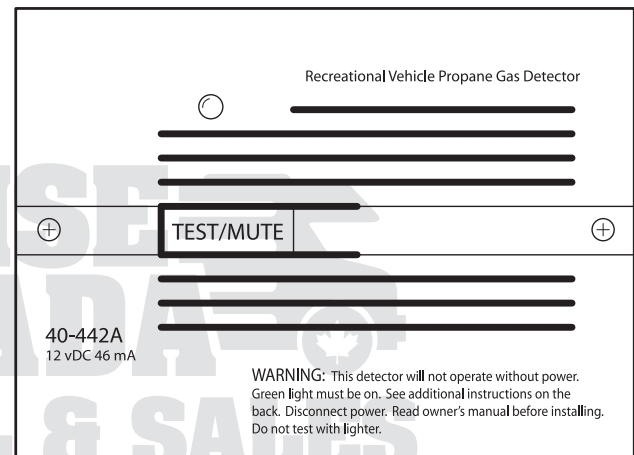 Recreational Vehicle Propane Gas Detector
TEST/MUTE
40-442A
12 vDC 46 mA
WARNING: This detector will not operate without power.
Green light must be on. See additional instructions on the
back. Disconnect power. Read owner's manual before installing.
Do not test with lighter.
& SALES